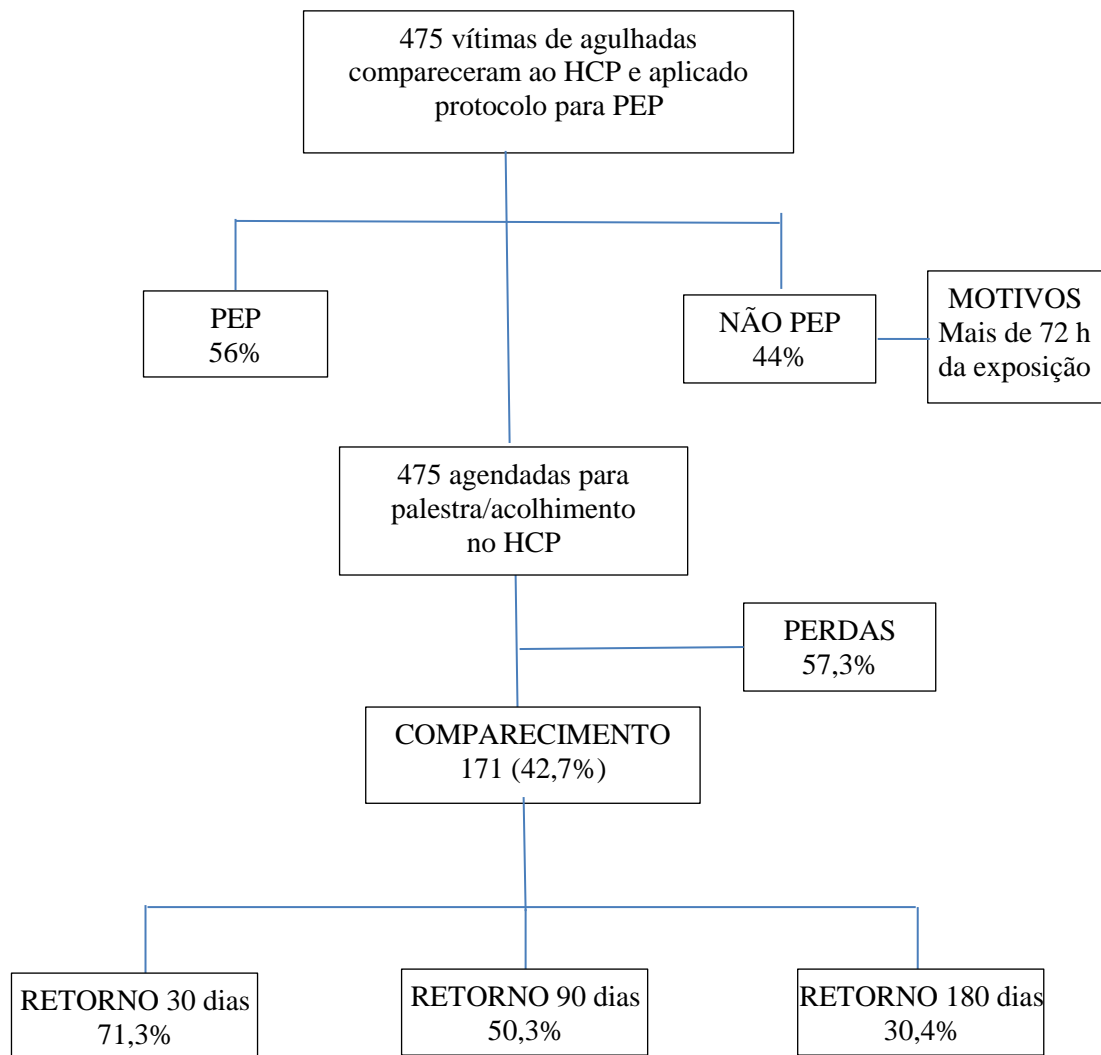 475 vítimas de agulhadas
compareceram ao HCP e aplicado
protocolo para PEP
PEP
56%
NÃO PEP
44%
MOTIVOS
Mais de 72 h
da exposição
475 agendadas para
palestra/acolhimento
no HCP
PERDAS
57,3%
COMPARECIMENTO
171 (42,7%)
RETORNO 30 dias
71,3%
RETORNO 90 dias
50,3%
RETORNO 180 dias
30,4%